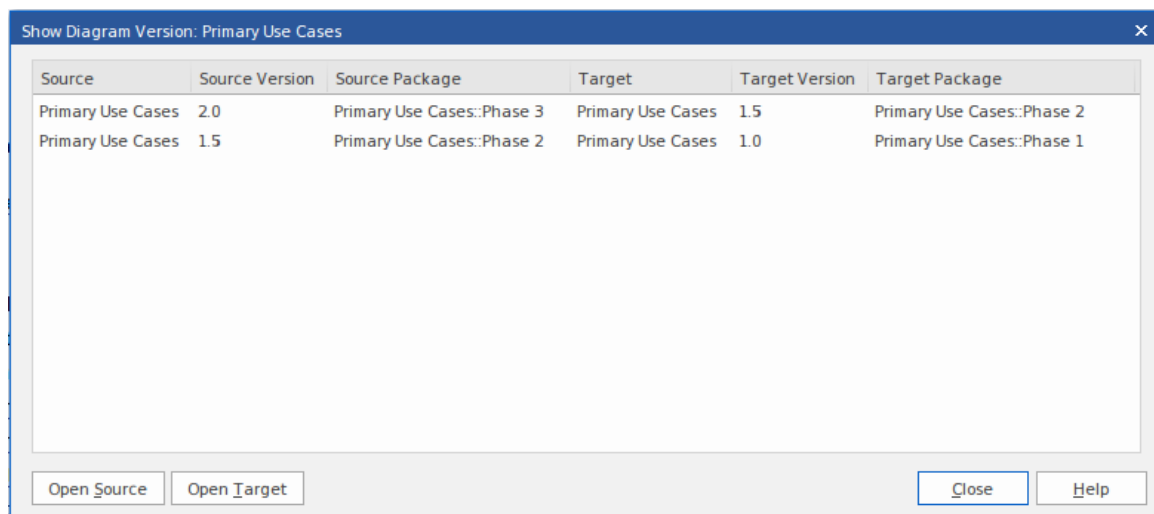 Show Diagram Version: Primary Use Cases
Source Source Version Source Package Target Target Version Target Package
Primary Use Cases 2.0 Primary Use Cases::Phase 3 Primary Use Cases 1.5 Primary Use Cases::Phase 2
Primary Use Cases 1.5 Primary Use Cases::Phase 2 Primary Use Cases 1.0 Primary Use Cases::Phase 1
Open Source Open Target Close Help